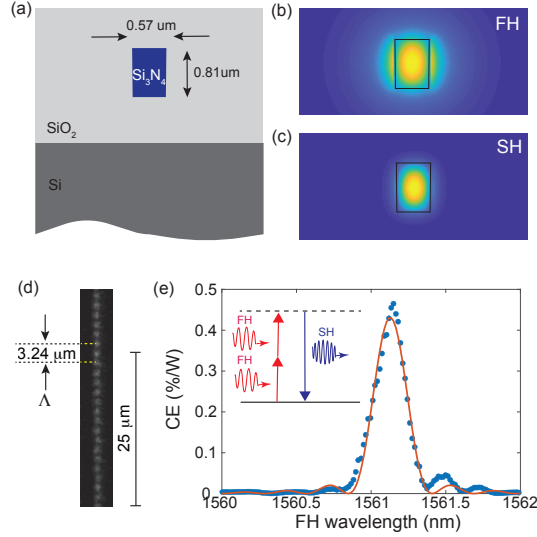 (a)
0.57 um
Si₃N₄
0.81um
SiO₂
Si
(b)
FH
(c)
SH
(d)
3.24 μm
Λ
25 μm
(e)
0.5
0.4
0.3
0.2
0.1
0
CE (%/W)
FH
FH
SH
1560
1560.5
1561
1561.5
1562
FH wavelength (nm)